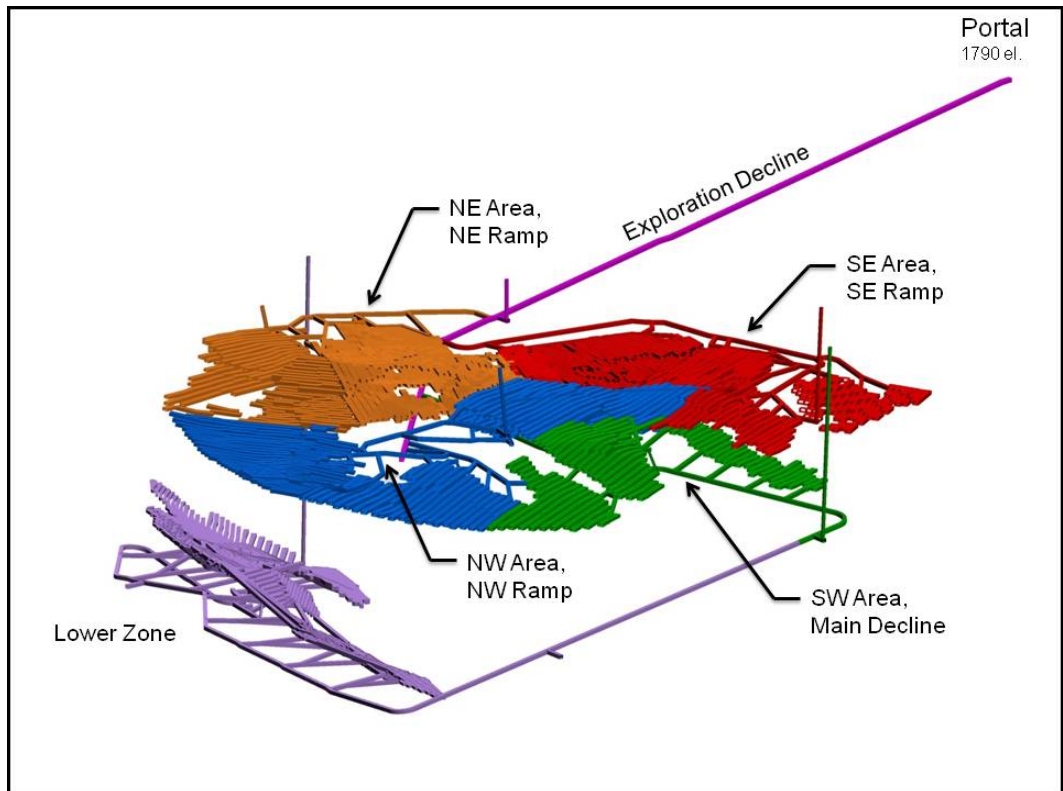 Portal
1790 el.
Exploration Decline
NE Area,
NE Ramp
SE Area,
SE Ramp
NW Area,
NW Ramp
SW Area,
Main Decline
Lower Zone